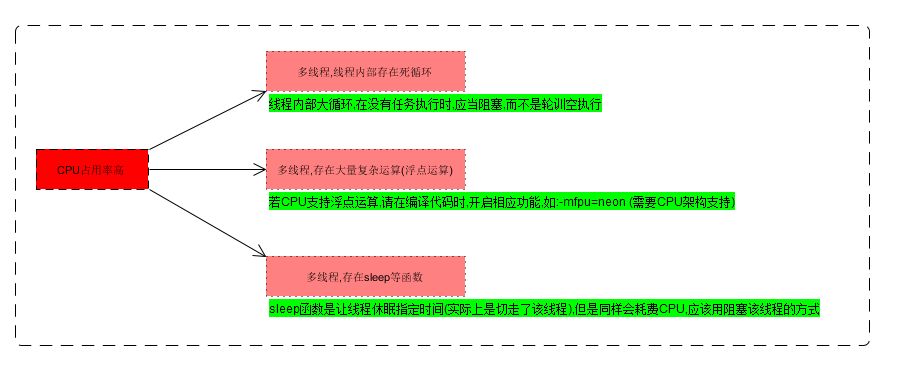 多线程,线程内部存在死循环
线程内部大循环,在没有任务执行时,应当阻塞,而不是轮训空执行
CPU占用率高
多线程,存在大量复杂运算(浮点运算)
若CPU支持浮点运算,请在编译代码时,开启相应功能,如:-mfpu=neon (需要CPU架构支持)
多线程,存在sleep等函数
sleep函数是让线程休眠指定时间(实际上是切走了该线程),但是同样会耗费CPU,应该用阻塞该线程的方式